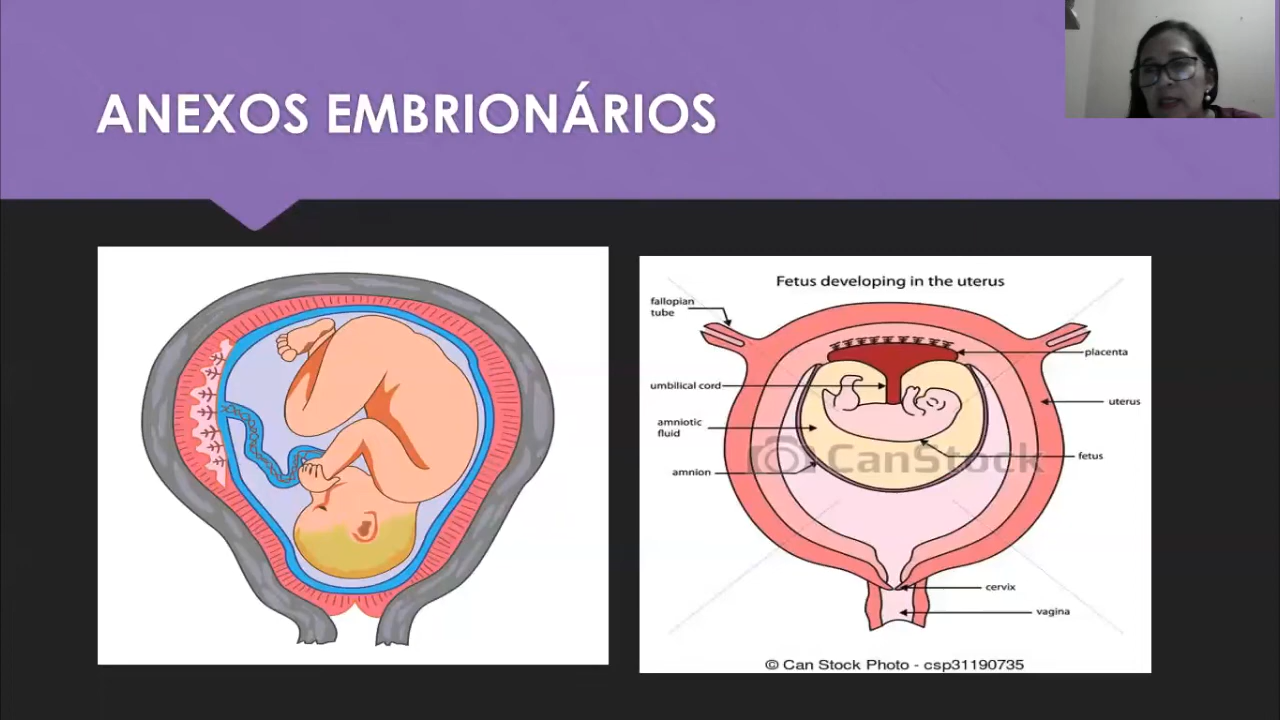 ANEXOS EMBRIONÁRIOS
Fetus developing in the uterus
fallopian
tube
placenta
umbilical cord
uterus
amniotic
fluid
CanStock
fetus
amnion
cervix
vagina
© Can Stock Photo - csp31190735